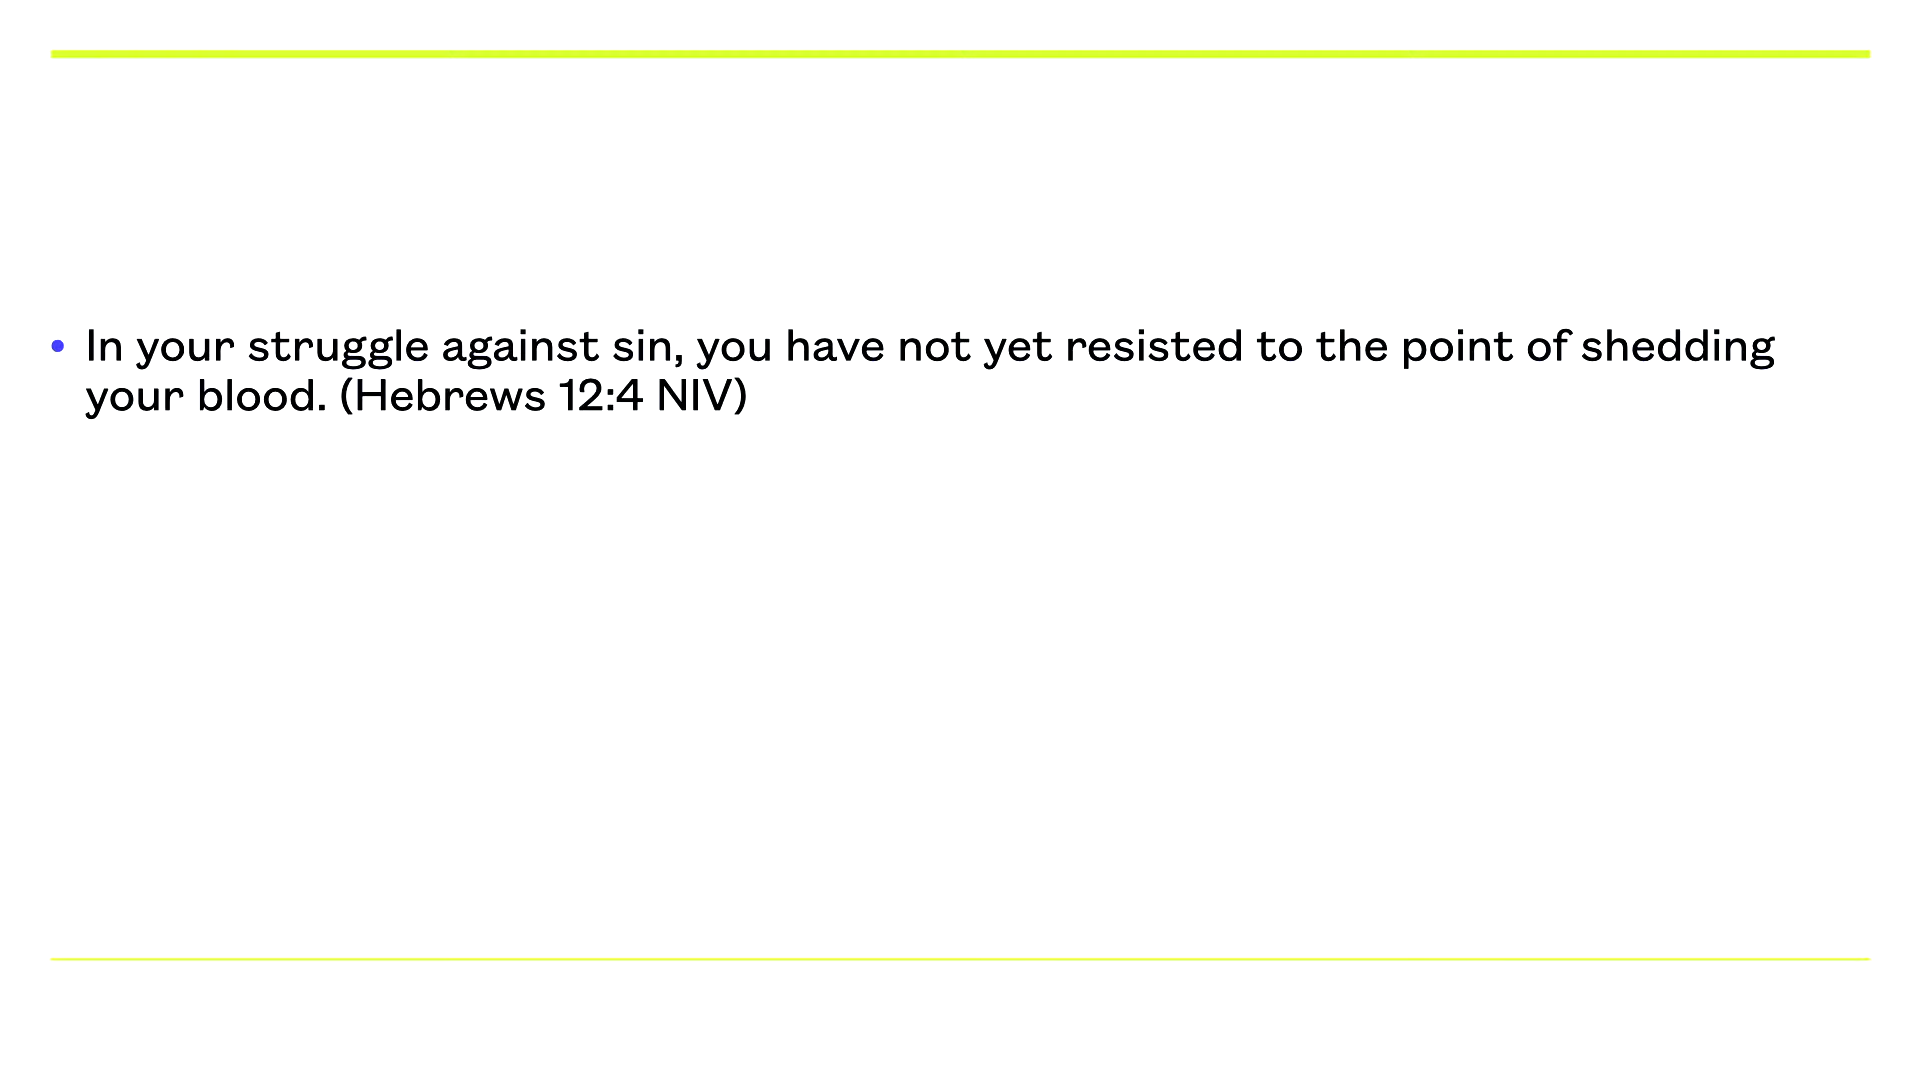 • In your struggle against sin, you have not yet resisted to the point of shedding
your blood. (Hebrews 12:4 NIV)